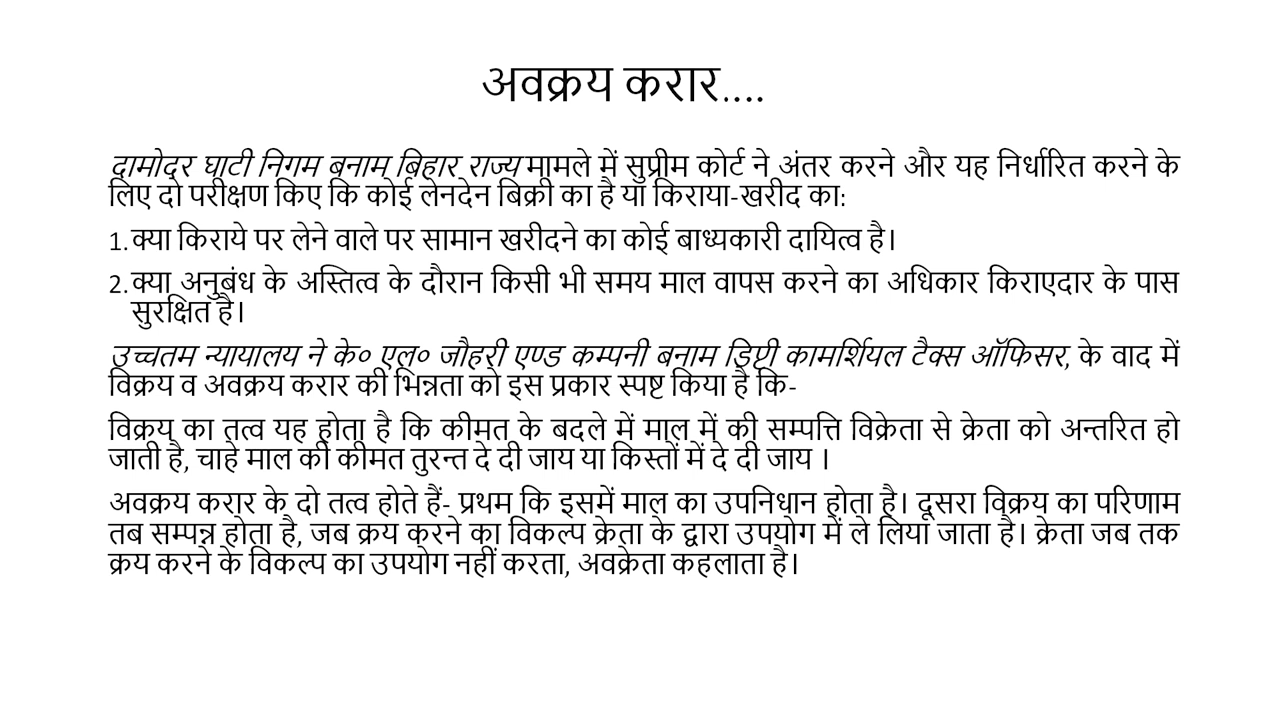 अवक्रय करार....
दामोदर घाटी निगम बनाम बिहार राज्य मामले में सुप्रीम कोर्ट ने अंतर करने और यह निर्धारित करने के
लिए दो परीक्षण किए कि कोई लेनदेन बिक्री का है या किराया-खरीद का:
1. क्या किराये पर लेने वाले पर सामान खरीदने का कोई बाध्यकारी दायित्व है।
2. क्या अनुबंध के अस्तित्व के दौरान किसी भी समय माल वापस करने का अधिकार किराएदार के पास
सुरक्षित है।
उच्चतम न्यायालय ने के० एल० जौहरी एण्ड कम्पनी बनाम डिप्टी कामर्शियल टैक्स ऑफिसर, के वाद में
विक्रय व अवक्रय करार की भिन्नता को इस प्रकार स्पष्ट किया है कि-
विक्रय का तत्व यह होता है कि कीमत के बदले में माल में की सम्पत्ति विक्रेता से क्रेता को अन्तरित हो
जाती है, चाहे माल की कीमत तुरन्त दे दी जाय या किस्तों में दे दी जाय ।
अवक्रय करार के दो तत्व होते हैं- प्रथम कि इसमें माल का उपनिधान होता है। दूसरा विक्रय का परिणाम
तब सम्पन्न होता है, जब क्रय करने का विकल्प क्रेता के द्वारा उपयोग में ले लिया जाता है। क्रेता जब तक
क्रय करने के विकल्प का उपयोग नहीं करता, अवक्रेता कहलाता है।